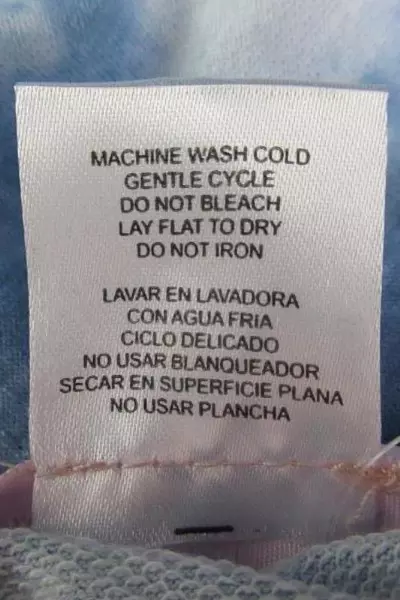 MACHINE WASH COLD
GENTLE CYCLE
DO NOT BLEACH
LAY FLAT TO DRY
DO NOT IRON
LAVAR EN LAVADORA
CON AGUA FRIA
CICLO DELICADO
NO USAR BLANQUEADOR
SECAR EN SUPERFICIE PLANA
NO USAR PLANCHA